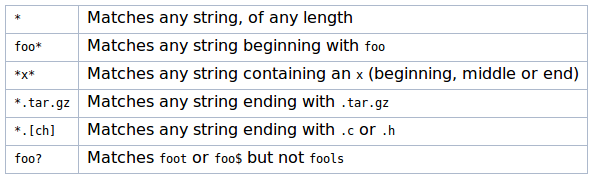 * Matches any string, of any length
foo* Matches any string beginning with foo
*x* Matches any string containing an x (beginning, middle or end)
*.tar.gz Matches any string ending with .tar.gz
*.[ch] Matches any string ending with .c or .h
foo? Matches foot or foo$ but not fools